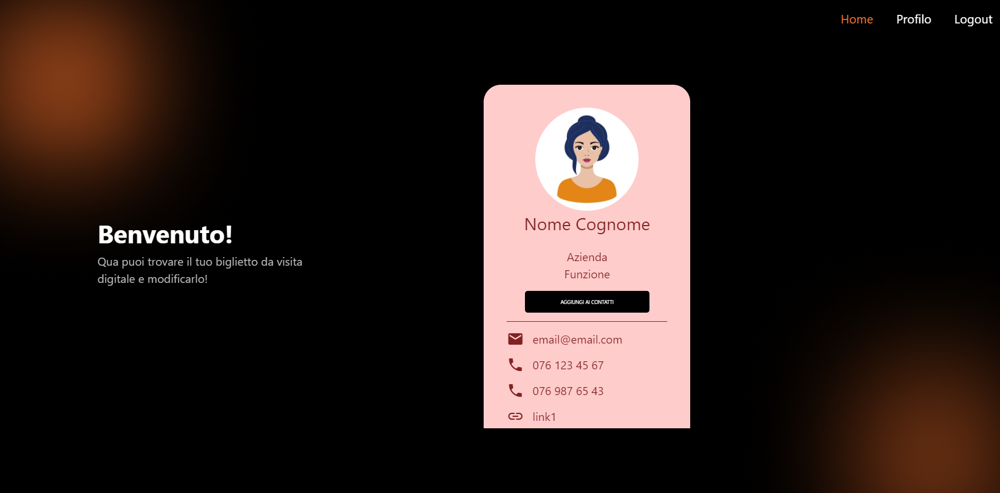 Home Profilo Logout
Benvenuto!
Qua puoi trovare il tuo biglietto da visita
digitale e modificarlo!
Nome Cognome
Azienda
Funzione
AGGIUNGI AI CONTATTI
email@email.com
076 123 45 67
076 987 65 43
link1